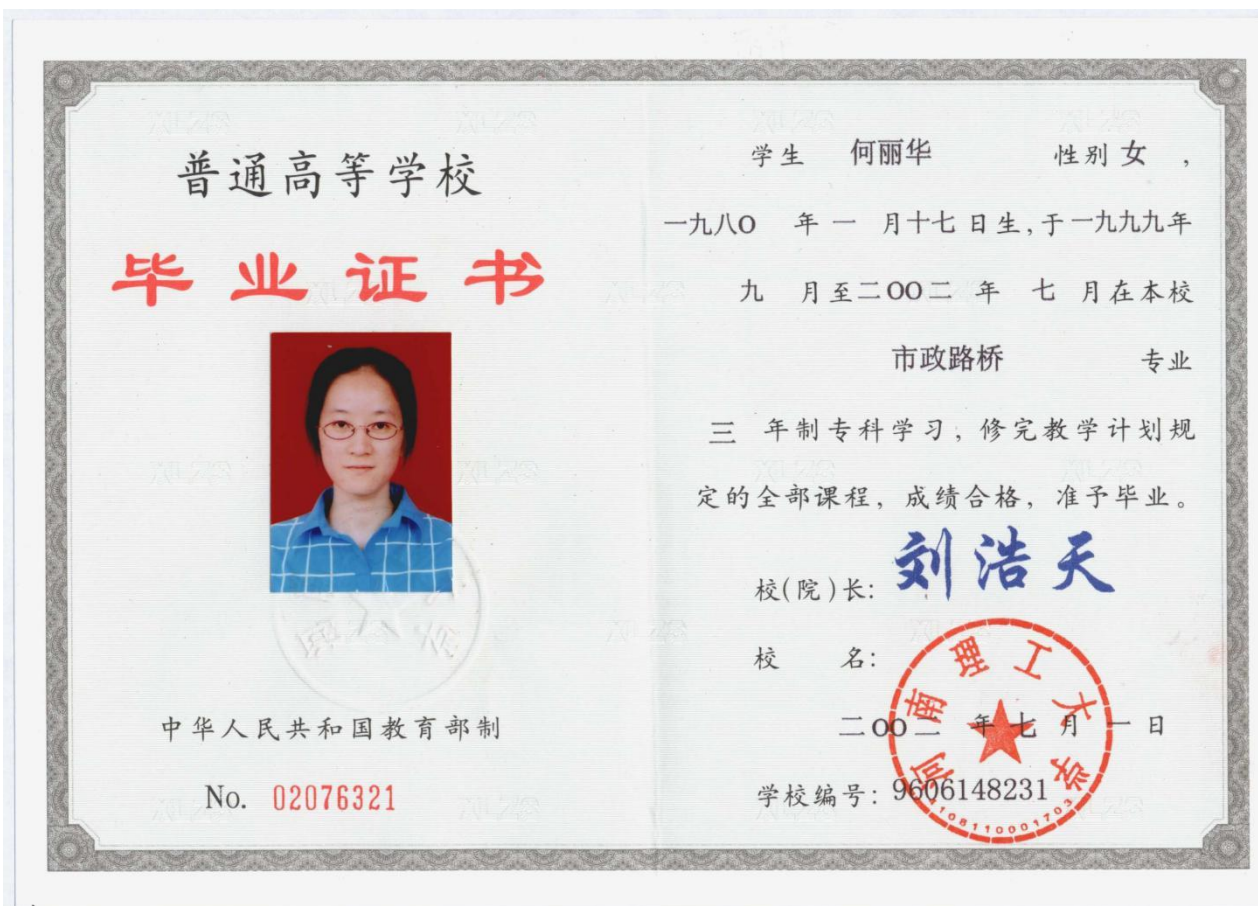 普通高等学校
毕业证书
中华人民共和国教育部制
No. 02076321
学生 何丽华 性别 女 ,
一九八O 年 一 月十七 日生,于一九九九年
九 月至二OO二 年 七 月在本校
市政路桥 专业
三 年制专科学习, 修完教学计划规
定的全部课程, 成绩合格, 准予毕业。
校(院)长: 刘浩天
校 名:
河南理工大学
二OO二 年七月一日
学校编号: 9606148231